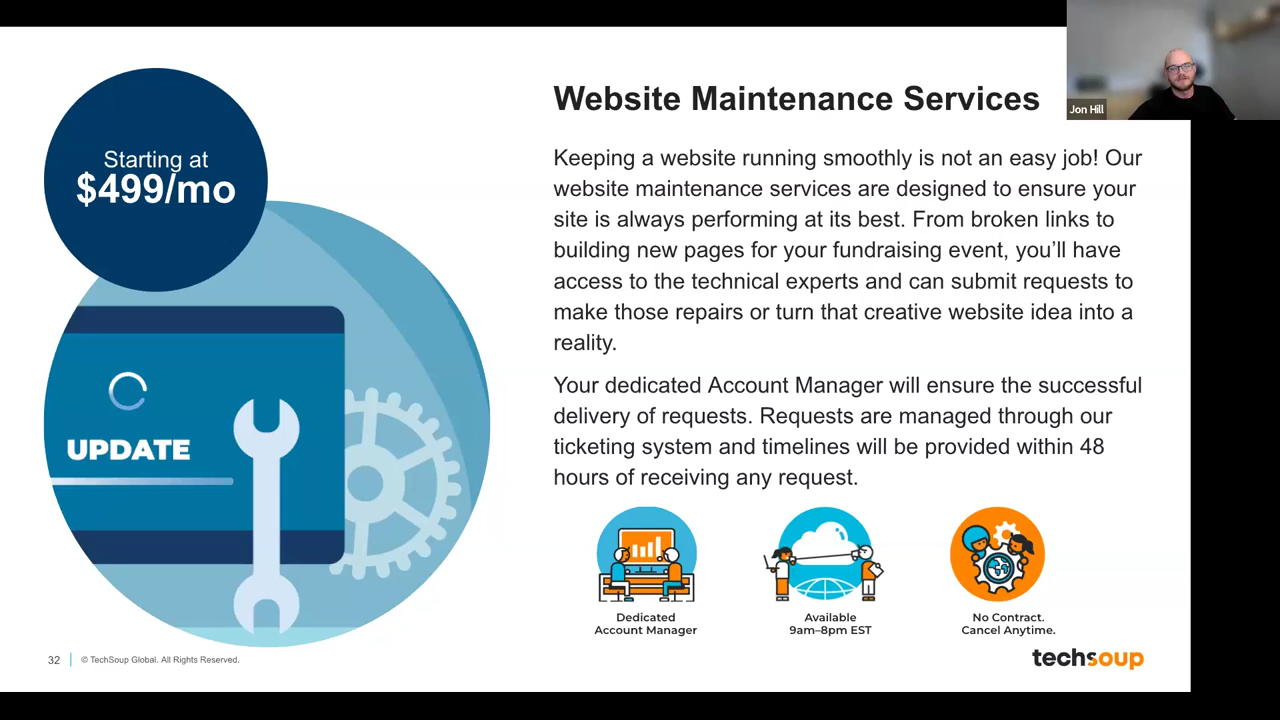 Jon Hill
Starting at
$499/mo
UPDATE
Website Maintenance Services
Keeping a website running smoothly is not an easy job! Our
website maintenance services are designed to ensure your
site is always performing at its best. From broken links to
building new pages for your fundraising event, you’ll have
access to the technical experts and can submit requests to
make those repairs or turn that creative website idea into a
reality.
Your dedicated Account Manager will ensure the successful
delivery of requests. Requests are managed through our
ticketing system and timelines will be provided within 48
hours of receiving any request.
Dedicated
Account Manager
Available
9am–8pm EST
No Contract.
Cancel Anytime.
32
© TechSoup Global. All Rights Reserved.
techsoup